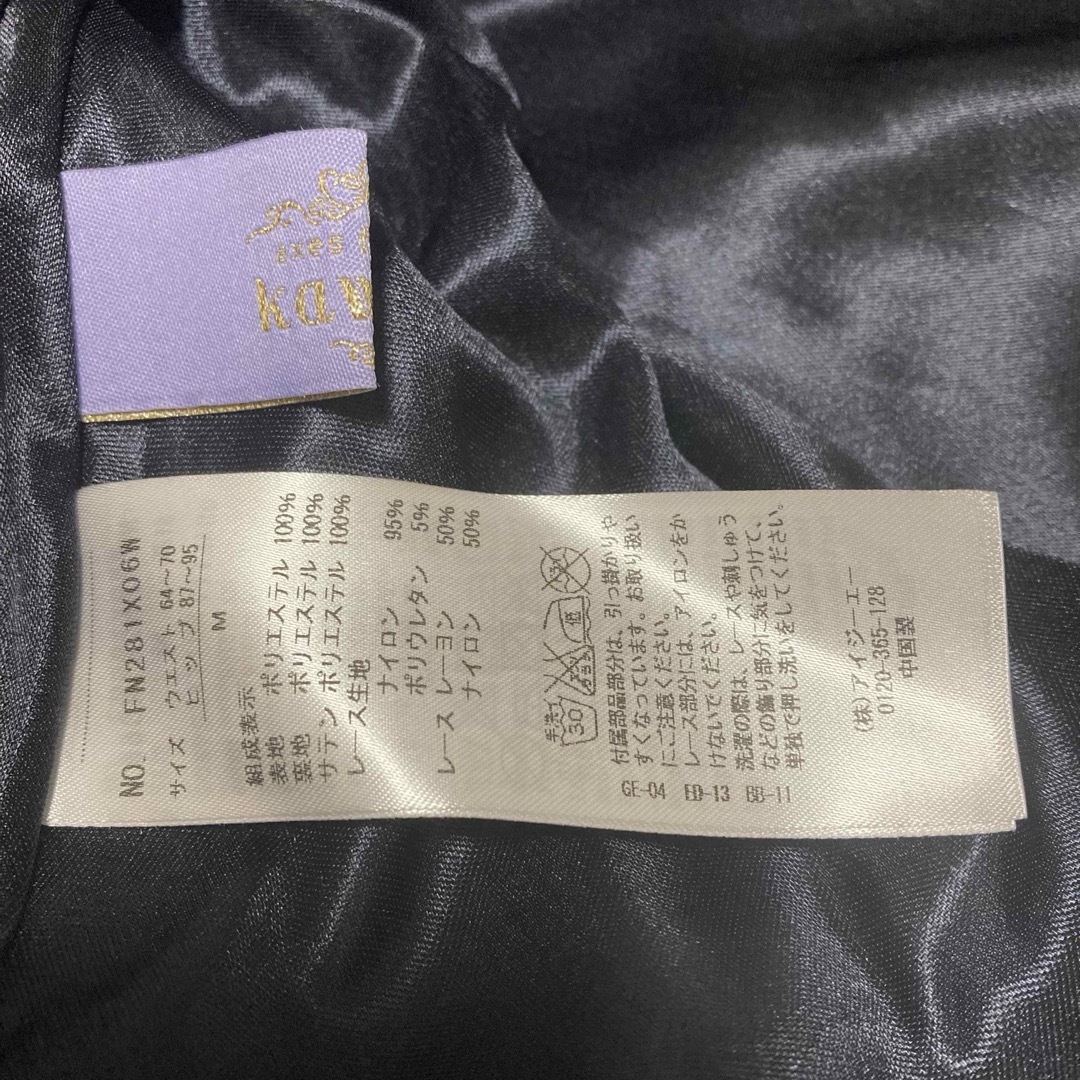 NO. FN281X06W
サイズ ウエスト 64~70
ヒップ 87~95
M
組成表示
表地 ポリエステル 100%
裏地 ポリエステル 100%
サテン ポリエステル 100%
レース生地
ナイロン 95%
ポリウレタン 5%
レース レーヨン 50%
ナイロン 50%
手洗イ
30
中
付属部品部分は、引っ掛かりや
すくなっています。お取り扱い
にご注意ください。
レース部分には、アイロンをか
けないでください。
洗濯の際は、レースや刺しゅう
などの飾り部分に気をつけて、
単独で押し洗いをしてください。
GF-04
ED-13
BB-11
(株)アイジーエー
0120-365-128
中国製
axes